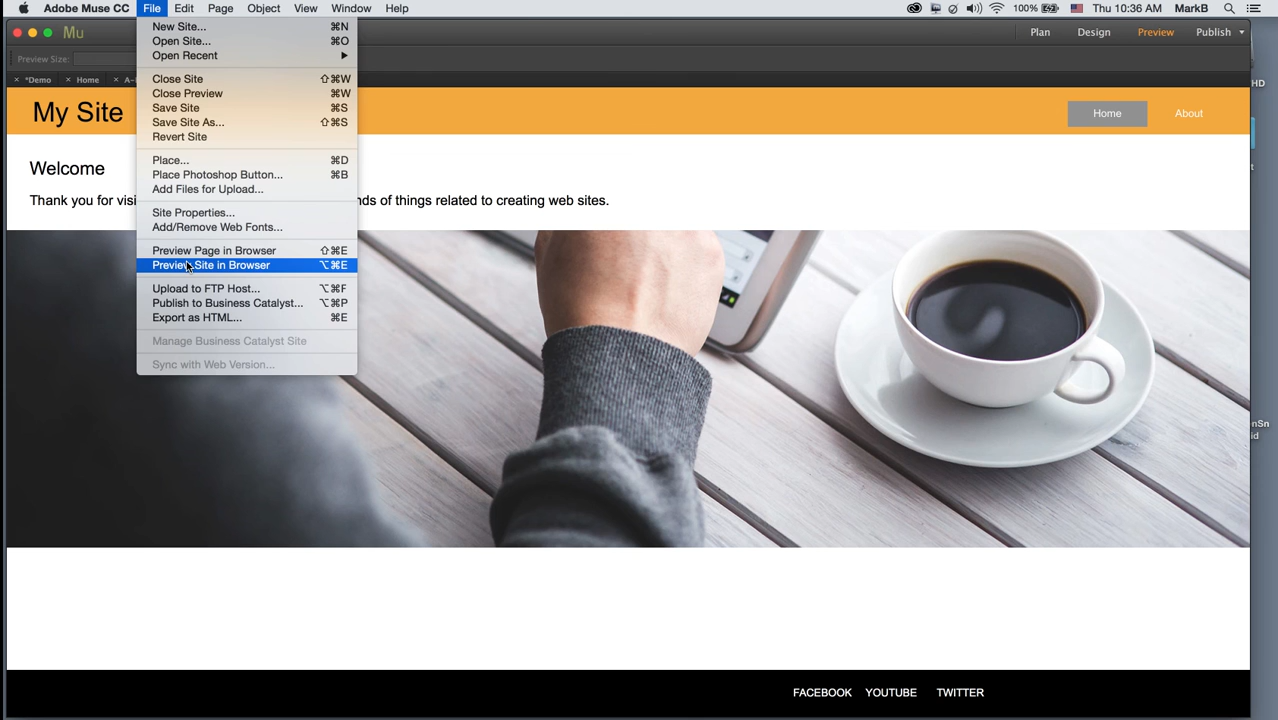 Adobe Muse CC File Edit Page Object View Window Help 100% Thu 10:36 AM MarkB
Mu Plan Design Preview Publish
Preview Size:
× *Demo × Home × A-
New Site... ⌘N
Open Site... ⌘O
Open Recent
Close Site ⇧⌘W
Close Preview ⌘W
Save Site ⌘S
Save Site As... ⇧⌘S
Revert Site
Place... ⌘D
Place Photoshop Button... ⌘B
Add Files for Upload...
Site Properties...
Add/Remove Web Fonts...
Preview Page in Browser ⇧⌘E
Preview Site in Browser ⌥⌘E
Upload to FTP Host... ⌥⌘F
Publish to Business Catalyst... ⌥⌘P
Export as HTML... ⌘E
Manage Business Catalyst Site
Sync with Web Version...
My Site Home About
Welcome
Thank you for visi nds of things related to creating web sites.
FACEBOOK YOUTUBE TWITTER
HD